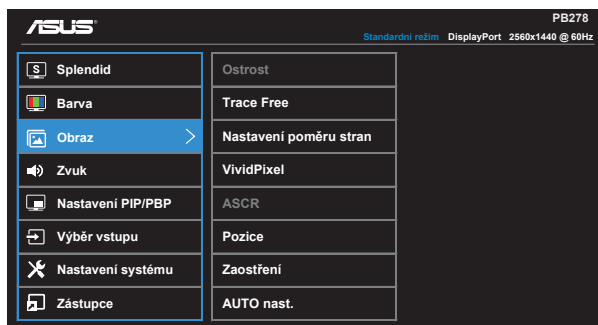 ASUS
PB278
Standardní režim DisplayPort 2560x1440 @ 60Hz
S Splendid
Barva
Obraz
Zvuk
Nastavení PIP/PBP
Výběr vstupu
Nastavení systému
Zástupce
Ostrost
Trace Free
Nastavení poměru stran
VividPixel
ASCR
Pozice
Zaostření
AUTO nast.